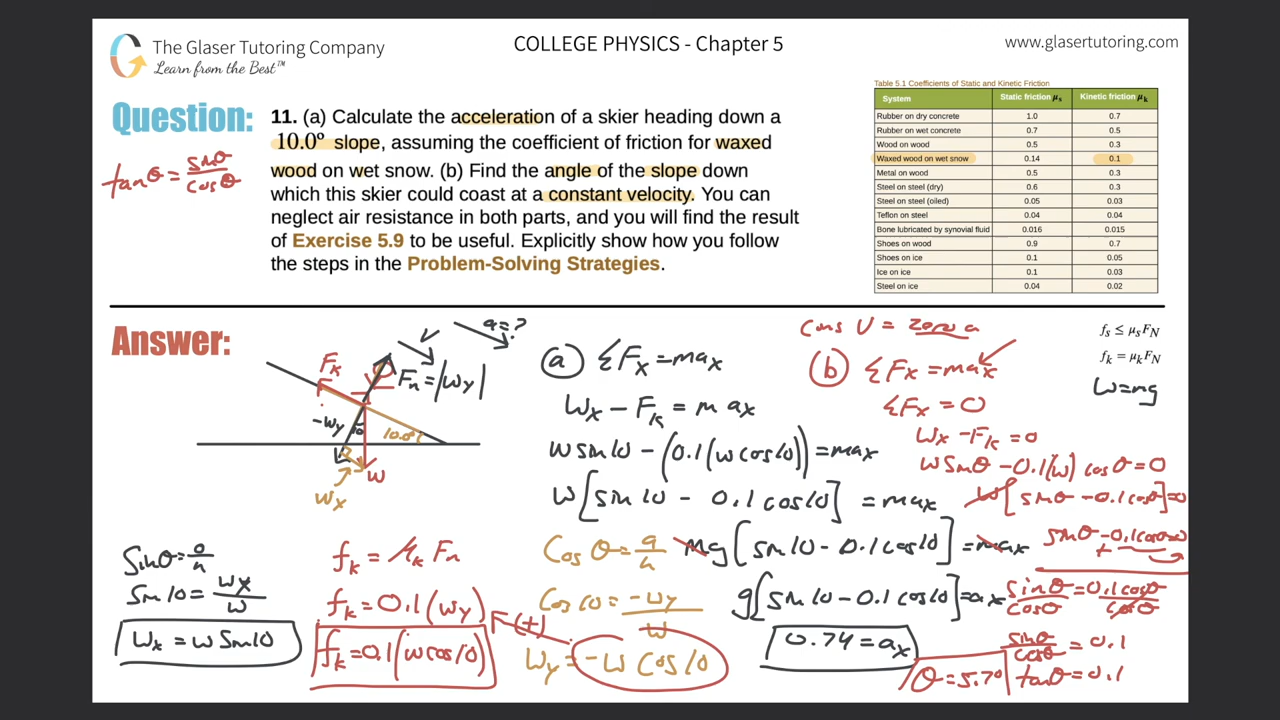 The Glaser Tutoring Company
Learn from the Best™
COLLEGE PHYSICS - Chapter 5
www.glasertutoring.com
Question:
tanθ = sinθ/cosθ
11. (a) Calculate the acceleration of a skier heading down a
10.0º slope, assuming the coefficient of friction for waxed
wood on wet snow. (b) Find the angle of the slope down
which this skier could coast at a constant velocity. You can
neglect air resistance in both parts, and you will find the result
of Exercise 5.9 to be useful. Explicitly show how you follow
the steps in the Problem-Solving Strategies.
Table 5.1 Coefficients of Static and Kinetic Friction
System Static friction μs Kinetic friction μk
Rubber on dry concrete 1.0 0.7
Rubber on wet concrete 0.7 0.5
Wood on wood 0.5 0.3
Waxed wood on wet snow 0.14 0.1
Metal on wood 0.5 0.3
Steel on steel (dry) 0.6 0.3
Steel on steel (oiled) 0.05 0.03
Teflon on steel 0.04 0.04
Bone lubricated by synovial fluid 0.016 0.015
Shoes on wood 0.9 0.7
Shoes on ice 0.1 0.05
Ice on ice 0.1 0.03
Steel on ice 0.04 0.02
Answer:
Fk
V
a=?
Fn = |Wy|
-Wy
10
10.0°
W
Wx
Sinθ = o/h
Sin10 = Wx/W
Wx = W Sin10
fk = μk Fn
fk = 0.1(Wy)
fk = 0.1(W cos10)
(+)
Cos θ = a/h
Cos 10 = -Wy/W
Wy = -W Cos 10
(a) ΣFx = max
Wx - Fk = max
W sin10 - (0.1(W cos10)) = max
W[sin10 - 0.1 cos10] = max
mg[sin10 - 0.1 cos10] = max
g[sin10 - 0.1 cos10] = ax
0.74 = ax
Cons V = zero a
(b) ΣFx = max
ΣFx = 0
Wx - Fk = 0
W Sinθ - 0.1(W) cos θ = 0
W[sinθ - 0.1 cosθ] = 0
sinθ - 0.1cosθ = 0
+
sinθ/cosθ = 0.1 cosθ/cosθ
sinθ/cosθ = 0.1
tanθ = 0.1
θ = 5.7°
fs ≤ μsFN
fk = μkFN
W = mg